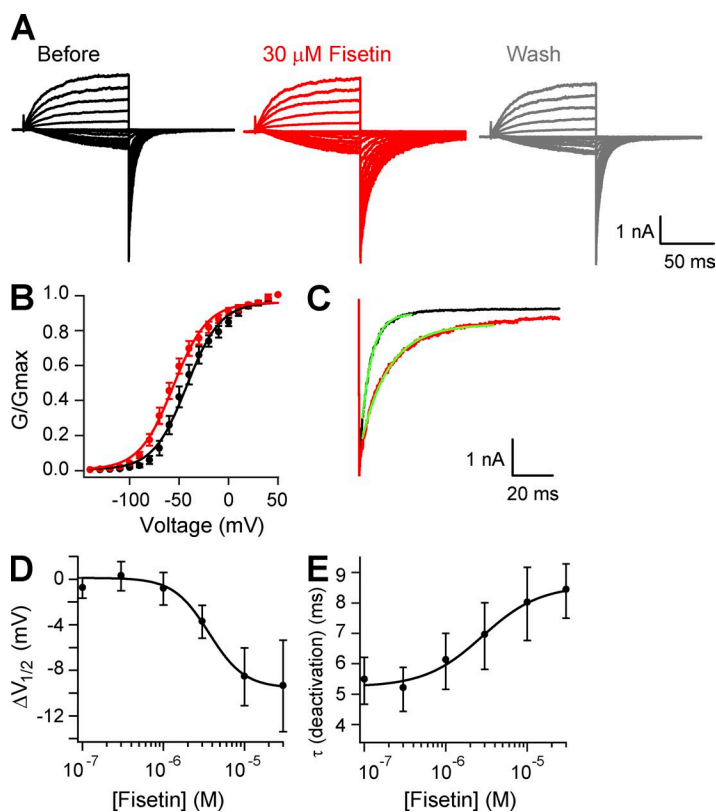 A
Before
30 μM Fisetin
Wash
1 nA
50 ms
B
1.0
0.8
0.6
0.4
0.2
0.0
G/Gmax
-100
-50
0
50
Voltage (mV)
C
1 nA
20 ms
D
0
-4
-8
-12
ΔV1/2 (mV)
10-7
10-6
10-5
[Fisetin] (M)
E
9
8
7
6
5
4
τ (deactivation) (ms)
10-7
10-6
10-5
[Fisetin] (M)